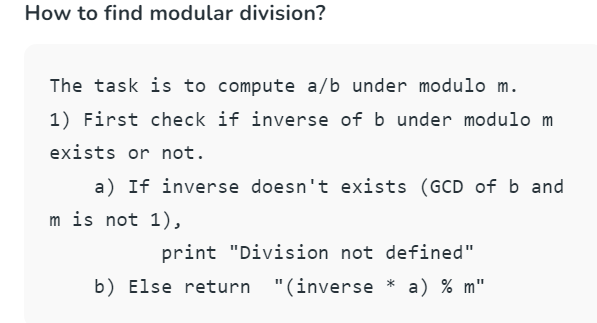 How to find modular division?
The task is to compute a/b under modulo m.
1) First check if inverse of b under modulo m
exists or not.
a) If inverse doesn't exists (GCD of b and
m is not 1),
print "Division not defined"
b) Else return  "(inverse * a) % m"